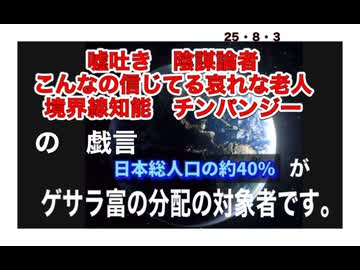 25・8・3
嘘吐き 陰謀論者
こんなの信じてる哀れな老人
境界線知能 チンパンジー
の 戯言
日本総人口の約40% が
ゲサラ富の分配の対象者です。